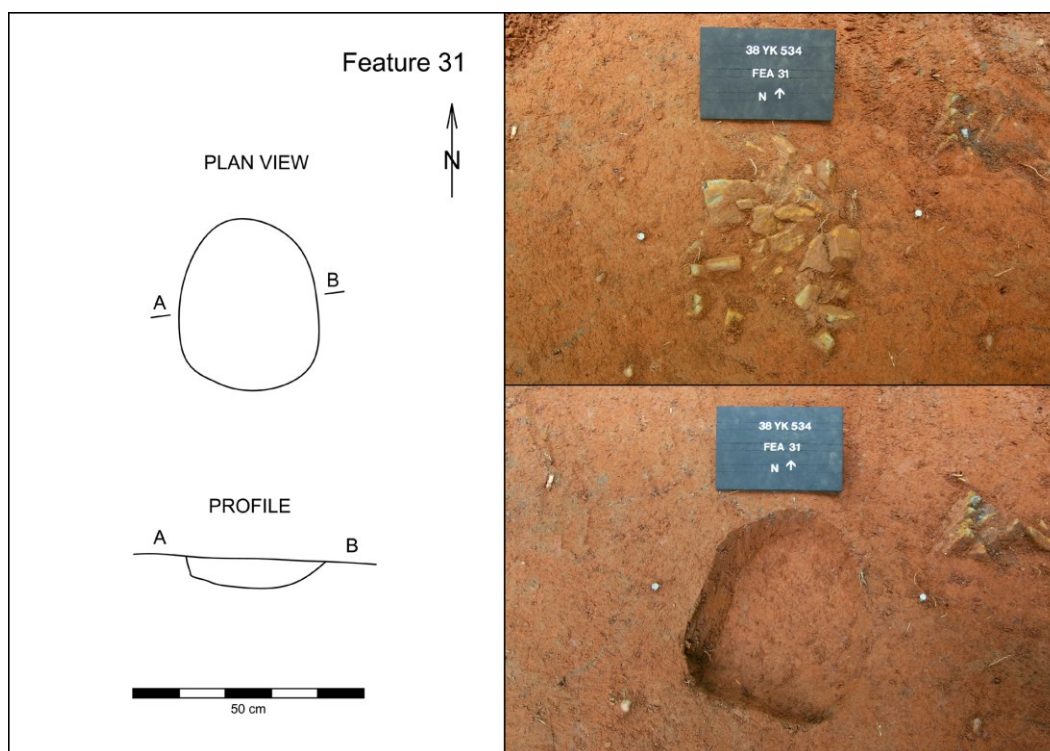 Feature 31
N
PLAN VIEW
A
B
PROFILE
A
B
50 cm
38 YK 534
FEA 31
N ↑
38 YK 534
FEA 31
N ↑